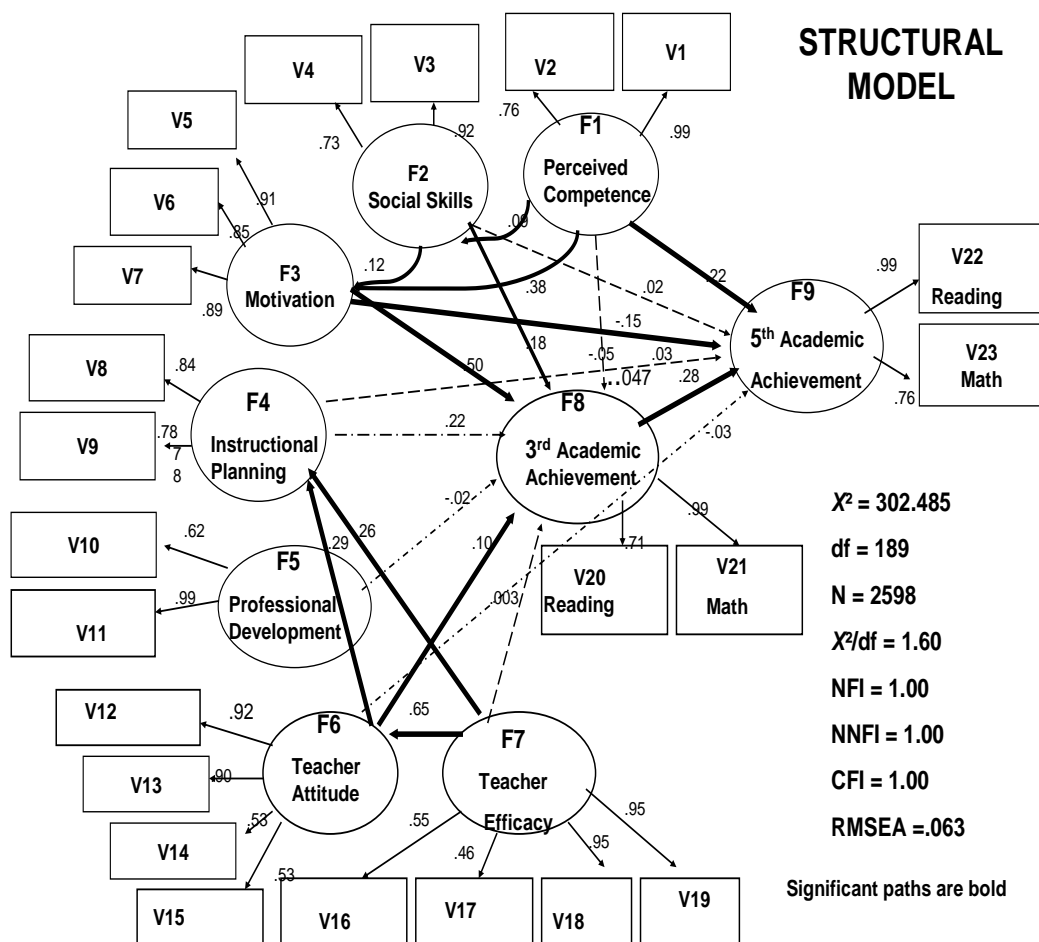 STRUCTURAL
MODEL
V4
V3
V2
V1
.73
.92
.76
.99
V5
V6
V7
.91
.85
.89
F2
Social Skills
F1
Perceived
Competence
.09
.12
.38
F3
Motivation
.22
.02
-.15
.18
.50
-.05
.03
..047
.28
F9
5th Academic
Achievement
.99
V22
Reading
V23
Math
.76
V8
.84
V9
.78
7
8
F4
Instructional
Planning
.22
F8
3rd Academic
Achievement
-.03
-.02
.26
.29
.10
.003
V10
.62
V11
.99
F5
Professional
Development
.71
.99
V20
Reading
V21
Math
V12
.92
V13
.90
V14
.53
V15
.53
F6
Teacher
Attitude
.65
F7
Teacher
Efficacy
.55
.46
.95
.95
V16
V17
V18
V19
X² = 302.485
df = 189
N = 2598
X²/df = 1.60
NFI = 1.00
NNFI = 1.00
CFI = 1.00
RMSEA =.063
Significant paths are bold